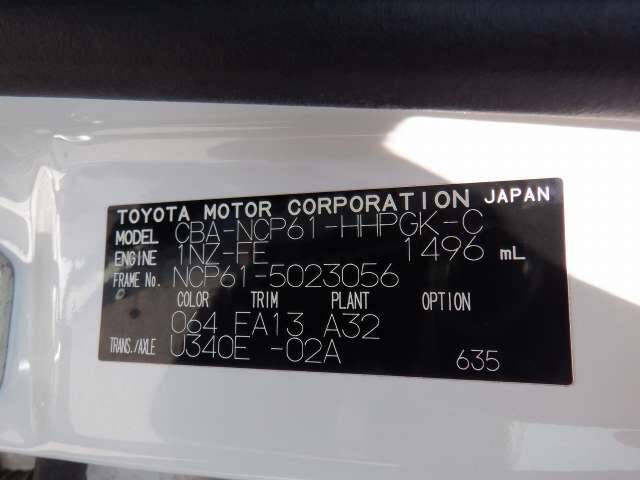 TOYOTA MOTOR CORPORATION JAPAN
MODEL CBA-NCP61-HHPGK-C
ENGINE 1NZ-FE 1496 mL
FRAME No. NCP61-5023056
COLOR TRIM PLANT OPTION
064 FA13 A32
TRANS./AXLE U340E -02A 635